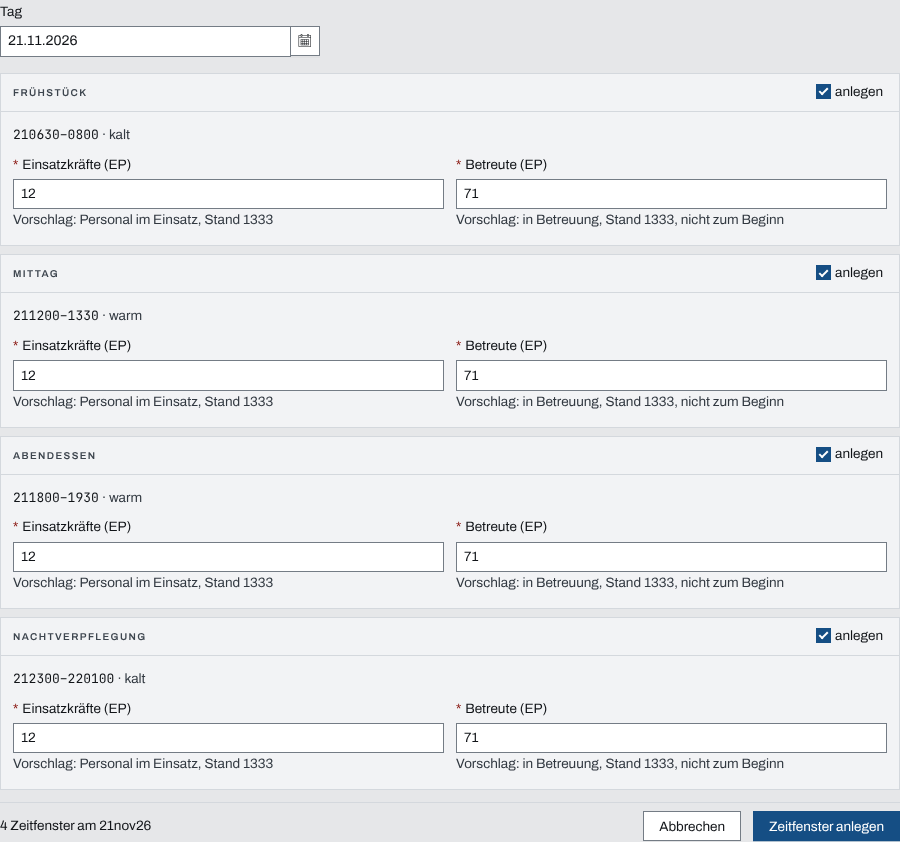 Tag
21.11.2026
FRÜHSTÜCK
anlegen
210630–0800 · kalt
* Einsatzkräfte (EP)
* Betreute (EP)
12
71
Vorschlag: Personal im Einsatz, Stand 1333
Vorschlag: in Betreuung, Stand 1333, nicht zum Beginn
MITTAG
anlegen
211200–1330 · warm
* Einsatzkräfte (EP)
* Betreute (EP)
12
71
Vorschlag: Personal im Einsatz, Stand 1333
Vorschlag: in Betreuung, Stand 1333, nicht zum Beginn
ABENDESSEN
anlegen
211800–1930 · warm
* Einsatzkräfte (EP)
* Betreute (EP)
12
71
Vorschlag: Personal im Einsatz, Stand 1333
Vorschlag: in Betreuung, Stand 1333, nicht zum Beginn
NACHTVERPFLEGUNG
anlegen
212300–220100 · kalt
* Einsatzkräfte (EP)
* Betreute (EP)
12
71
Vorschlag: Personal im Einsatz, Stand 1333
Vorschlag: in Betreuung, Stand 1333, nicht zum Beginn
4 Zeitfenster am 21nov26
Abbrechen
Zeitfenster anlegen